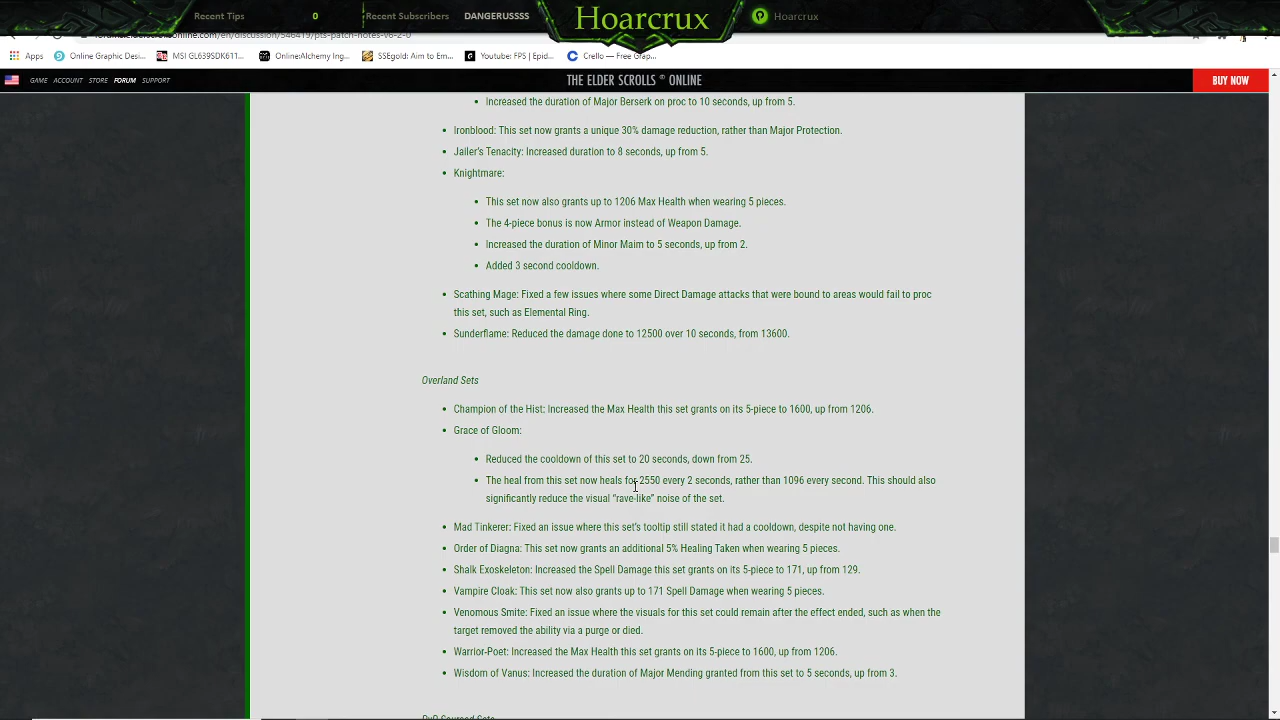 Recent Tips 0 Recent Subscribers DANGERUSSSS Hoarcrux Hoarcrux
forums.elderscrollsonline.com/en/discussion/546419/pts-patch-notes-v6-2-0
Apps Online Graphic Desi... MSI GL639SDK611... Online:Alchemy Ing... SSEgold: Aim to Em... Youtube: FPS | Epid... Crello — Free Grap...
GAME ACCOUNT STORE FORUM SUPPORT THE ELDER SCROLLS ® ONLINE BUY NOW
• Increased the duration of Major Berserk on proc to 10 seconds, up from 5.
• Ironblood: This set now grants a unique 30% damage reduction, rather than Major Protection.
• Jailer's Tenacity: Increased duration to 8 seconds, up from 5.
• Knightmare:
• This set now also grants up to 1206 Max Health when wearing 5 pieces.
• The 4-piece bonus is now Armor instead of Weapon Damage.
• Increased the duration of Minor Maim to 5 seconds, up from 2.
• Added 3 second cooldown.
• Scathing Mage: Fixed a few issues where some Direct Damage attacks that were bound to areas would fail to proc
this set, such as Elemental Ring.
• Sunderflame: Reduced the damage done to 12500 over 10 seconds, from 13600.
Overland Sets
• Champion of the Hist: Increased the Max Health this set grants on its 5-piece to 1600, up from 1206.
• Grace of Gloom:
• Reduced the cooldown of this set to 20 seconds, down from 25.
• The heal from this set now heals for 2550 every 2 seconds, rather than 1096 every second. This should also
significantly reduce the visual “rave-like” noise of the set.
• Mad Tinkerer: Fixed an issue where this set's tooltip still stated it had a cooldown, despite not having one.
• Order of Diagna: This set now grants an additional 5% Healing Taken when wearing 5 pieces.
• Shalk Exoskeleton: Increased the Spell Damage this set grants on its 5-piece to 171, up from 129.
• Vampire Cloak: This set now also grants up to 171 Spell Damage when wearing 5 pieces.
• Venomous Smite: Fixed an issue where the visuals for this set could remain after the effect ended, such as when the
target removed the ability via a purge or died.
• Warrior-Poet: Increased the Max Health this set grants on its 5-piece to 1600, up from 1206.
• Wisdom of Vanus: Increased the duration of Major Mending granted from this set to 5 seconds, up from 3.
PvP Sourced Sets